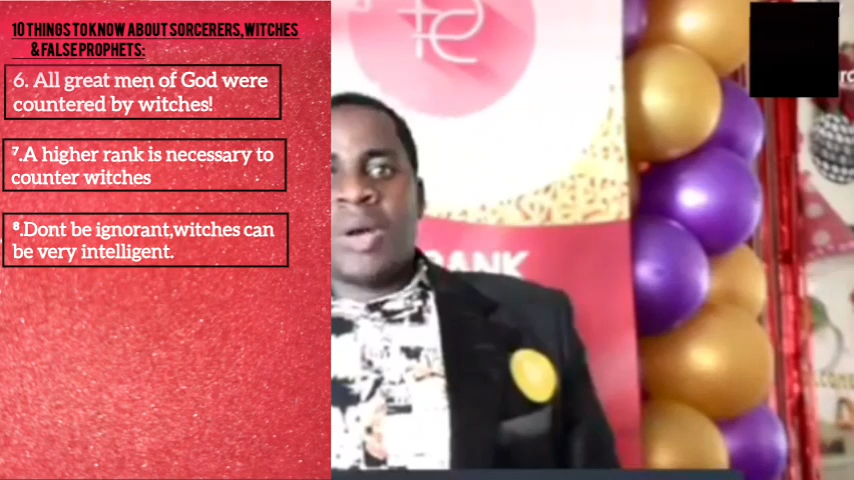 10 THINGS TO KNOW ABOUT SORCERERS, WITCHES
& FALSE PROPHETS:
6. All great men of God were
countered by witches!
⁷.A higher rank is necessary to
counter witches
⁸.Dont be ignorant,witches can
be very intelligent.
RANK